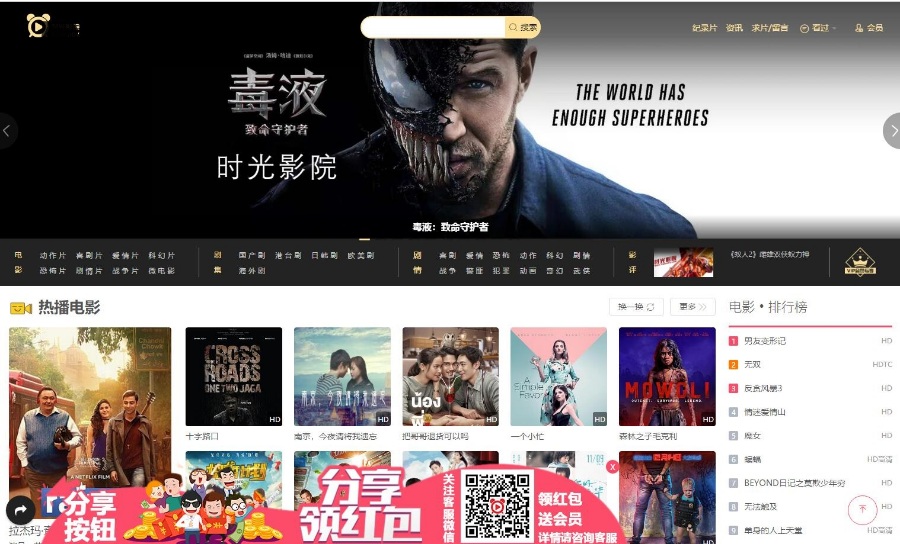 搜索
纪录片 资讯 求片/留言 看过 会员
毒液
致命守护者
时光影院
THE WORLD HAS
ENOUGH SUPERHEROES
毒液：致命守护者
电影 动作片 喜剧片 爱情片 科幻片
恐怖片 剧情片 战争片 微电影
剧集 国产剧 港台剧 日韩剧 欧美剧
海外剧
剧情 喜剧 爱情 恐怖 动作 科幻 剧情
战争 警匪 犯罪 动画 奇幻 武侠
影评
《蚁人2》
热播电影
换一换
更多
电影 • 排行榜
1 男友变形记 HD
2 无双 HDTC
3 反贪风暴3 HD
4 情迷爱情山 HD
5 魔女 HD
6 蝙蝠 HD高清
7 BEYOND日记之莫欺少年穷 HD
8 无法触及 HD
9 单身的人上天堂 HD高清
CROSS
ROADS
ONE TWO JAGA
HD
十字路口
HD
南京，今夜请将我遗忘
น้อง
พี่
HD
把哥哥退货可以吗
A
Simple
Favor
HD
一个小忙
MOWGLI
HD
森林之子毛克利
A NETFLIX FILM
拉杰玛
分享
按钮
分享
领红包
关注客服微信
领红包
送会员
详情请咨询客服
X
HD